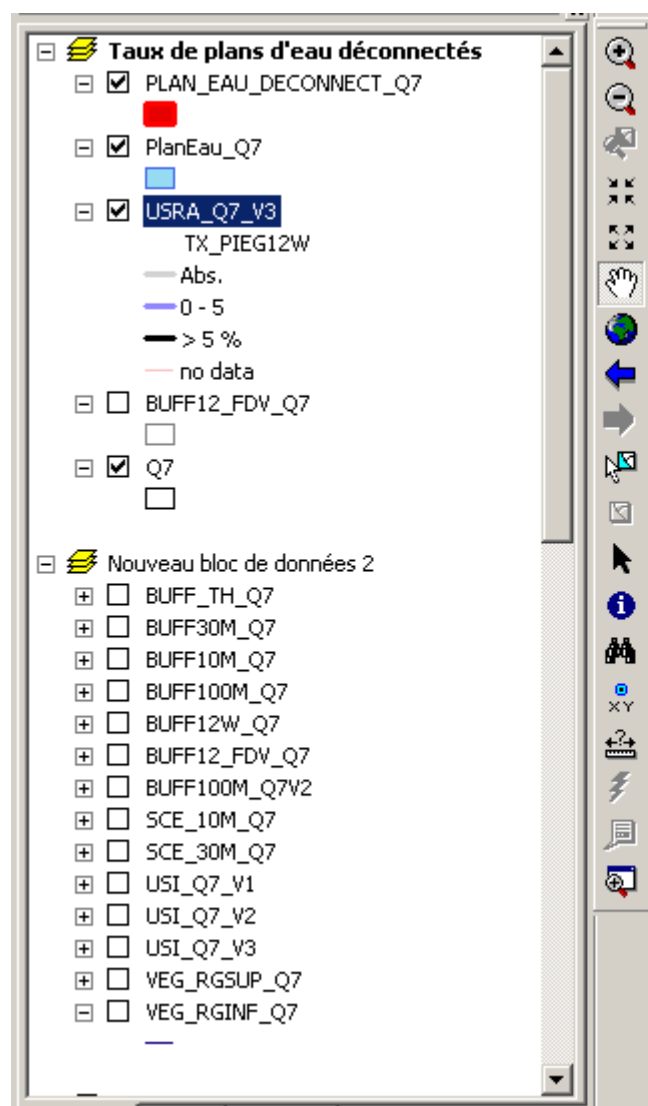 Taux de plans d'eau déconnectés
PLAN_EAU_DECONNECT_Q7
PlanEau_Q7
USRA_Q7_V3
TX_PIEG12W
Abs.
0 - 5
> 5 %
no data
BUFF12_FDV_Q7
Q7
Nouveau bloc de données 2
BUFF_TH_Q7
BUFF30M_Q7
BUFF10M_Q7
BUFF100M_Q7
BUFF12W_Q7
BUFF12_FDV_Q7
BUFF100M_Q7V2
SCE_10M_Q7
SCE_30M_Q7
USI_Q7_V1
USI_Q7_V2
USI_Q7_V3
VEG_RGSUP_Q7
VEG_RGINF_Q7
XY